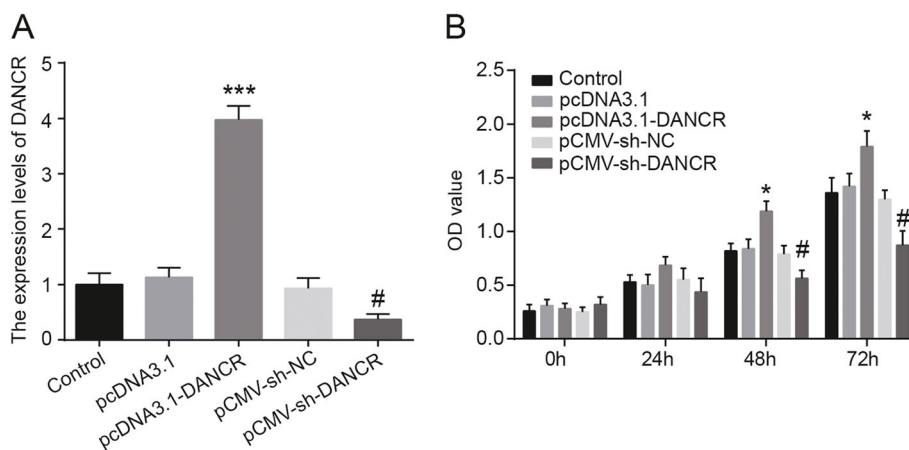 A
The expression levels of DANCR
5
4
3
2
1
0
***
#
Control
pcDNA3.1
pcDNA3.1-DANCR
pCMV-sh-NC
pCMV-sh-DANCR
B
OD value
2.5
2.0
1.5
1.0
0.5
0.0
Control
pcDNA3.1
pcDNA3.1-DANCR
pCMV-sh-NC
pCMV-sh-DANCR
*
#
*
#
0h
24h
48h
72h